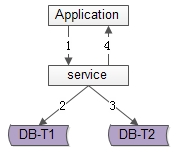 Application
1
4
service
2
3
DB-T1
DB-T2